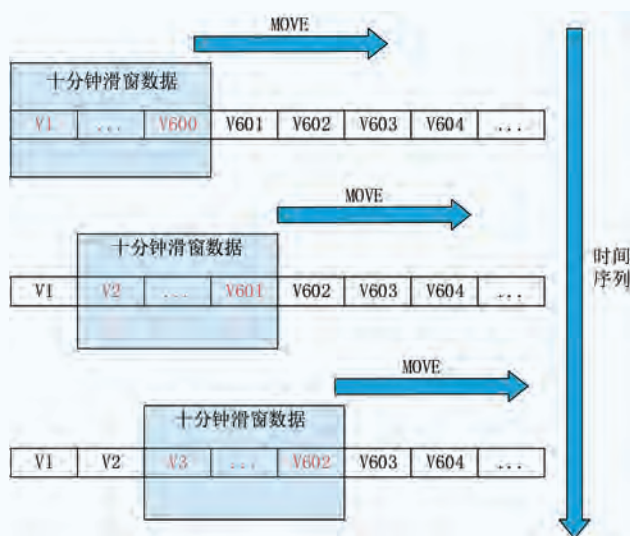 MOVE
十分钟滑窗数据
V1 ... V600 V601 V602 V603 V604 ...
MOVE
十分钟滑窗数据
V1 V2 ... V601 V602 V603 V604 ...
时间
序列
MOVE
十分钟滑窗数据
V1 V2 V3 ... V602 V603 V604 ...